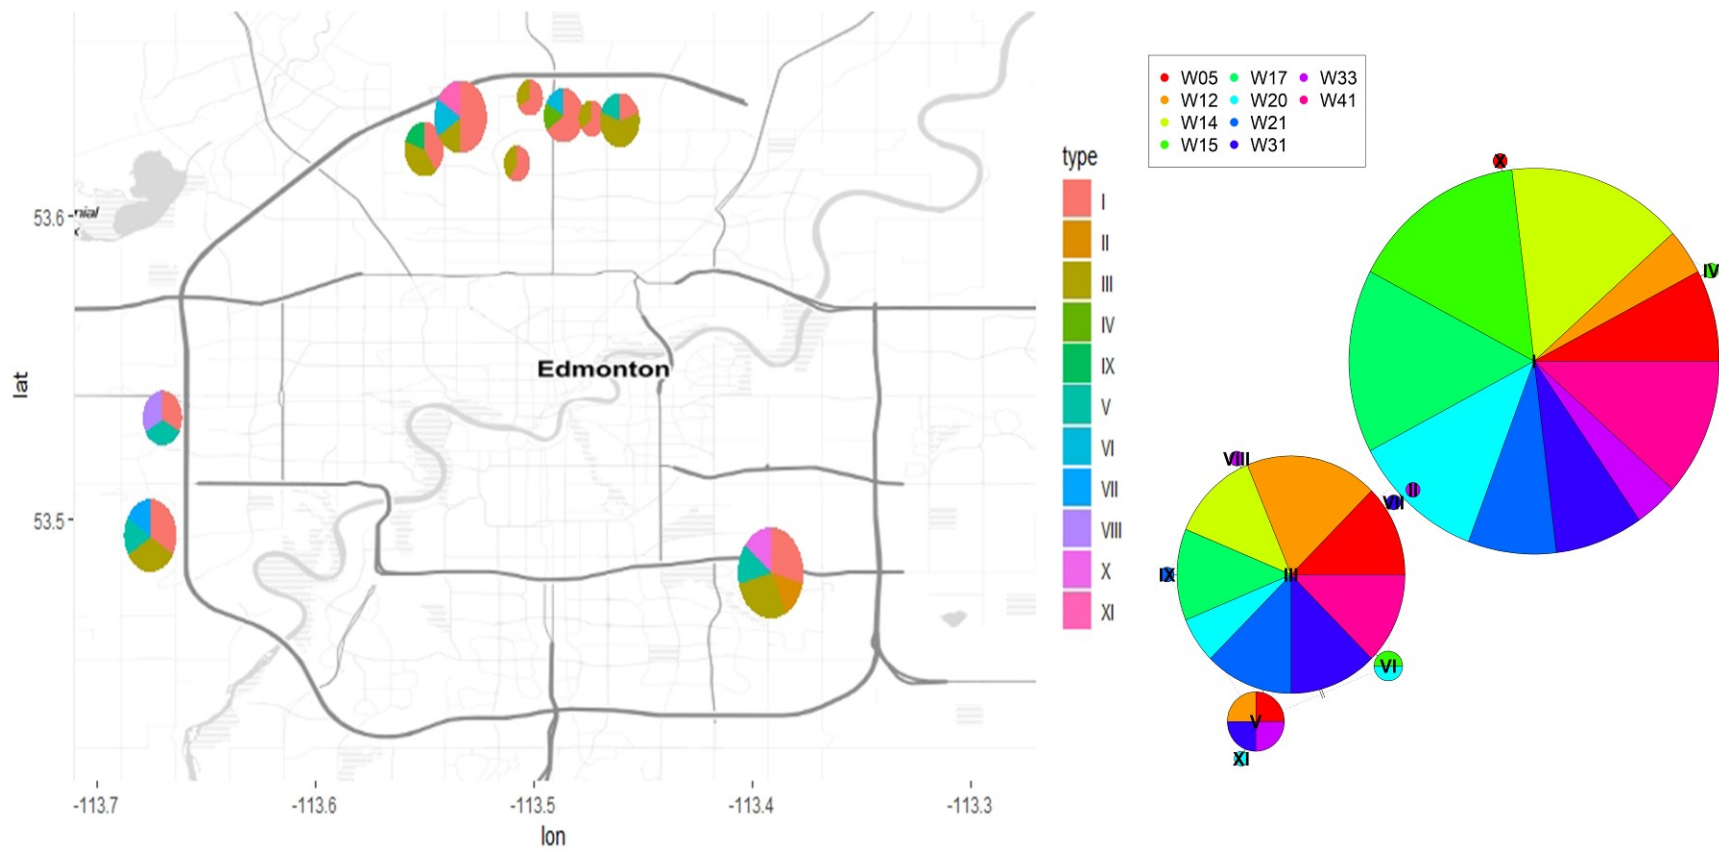 W05 W17 W33
W12 W20 W41
W14 W21
W15 W31
type
I
II
III
IV
IX
V
VI
VII
VIII
X
XI
lat
53.6
53.5
nial
Edmonton
-113.7 -113.6 -113.5 -113.4 -113.3
lon
X
IV
I
VIII
VII
II
IX
III
VI
V
XI